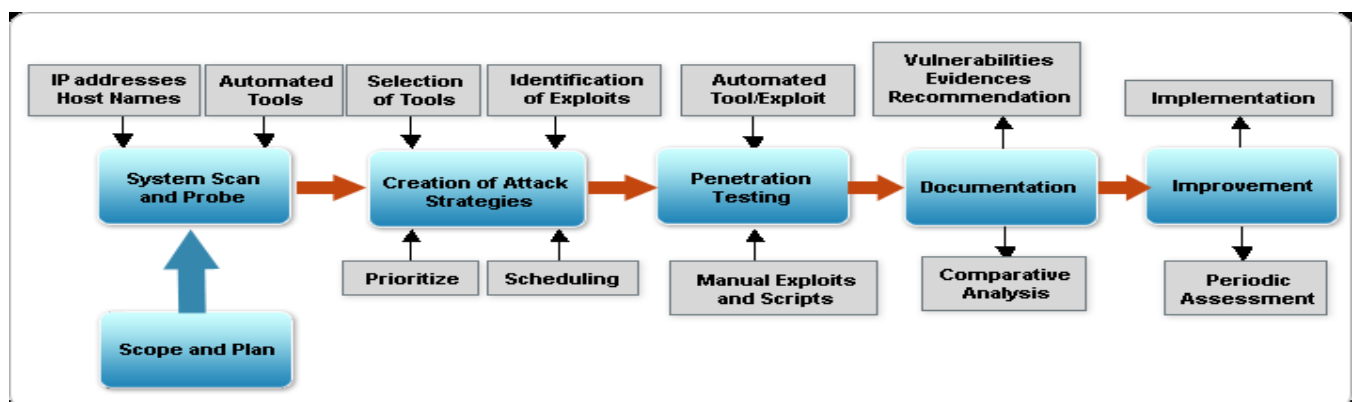 IP addresses
Host Names
Automated
Tools
Selection
of Tools
Identification
of Exploits
Automated
Tool/Exploit
Vulnerabilities
Evidences
Recommendation
Implementation
System Scan
and Probe
Creation of Attack
Strategies
Penetration
Testing
Documentation
Improvement
Prioritize
Scheduling
Manual Exploits
and Scripts
Comparative
Analysis
Periodic
Assessment
Scope and Plan